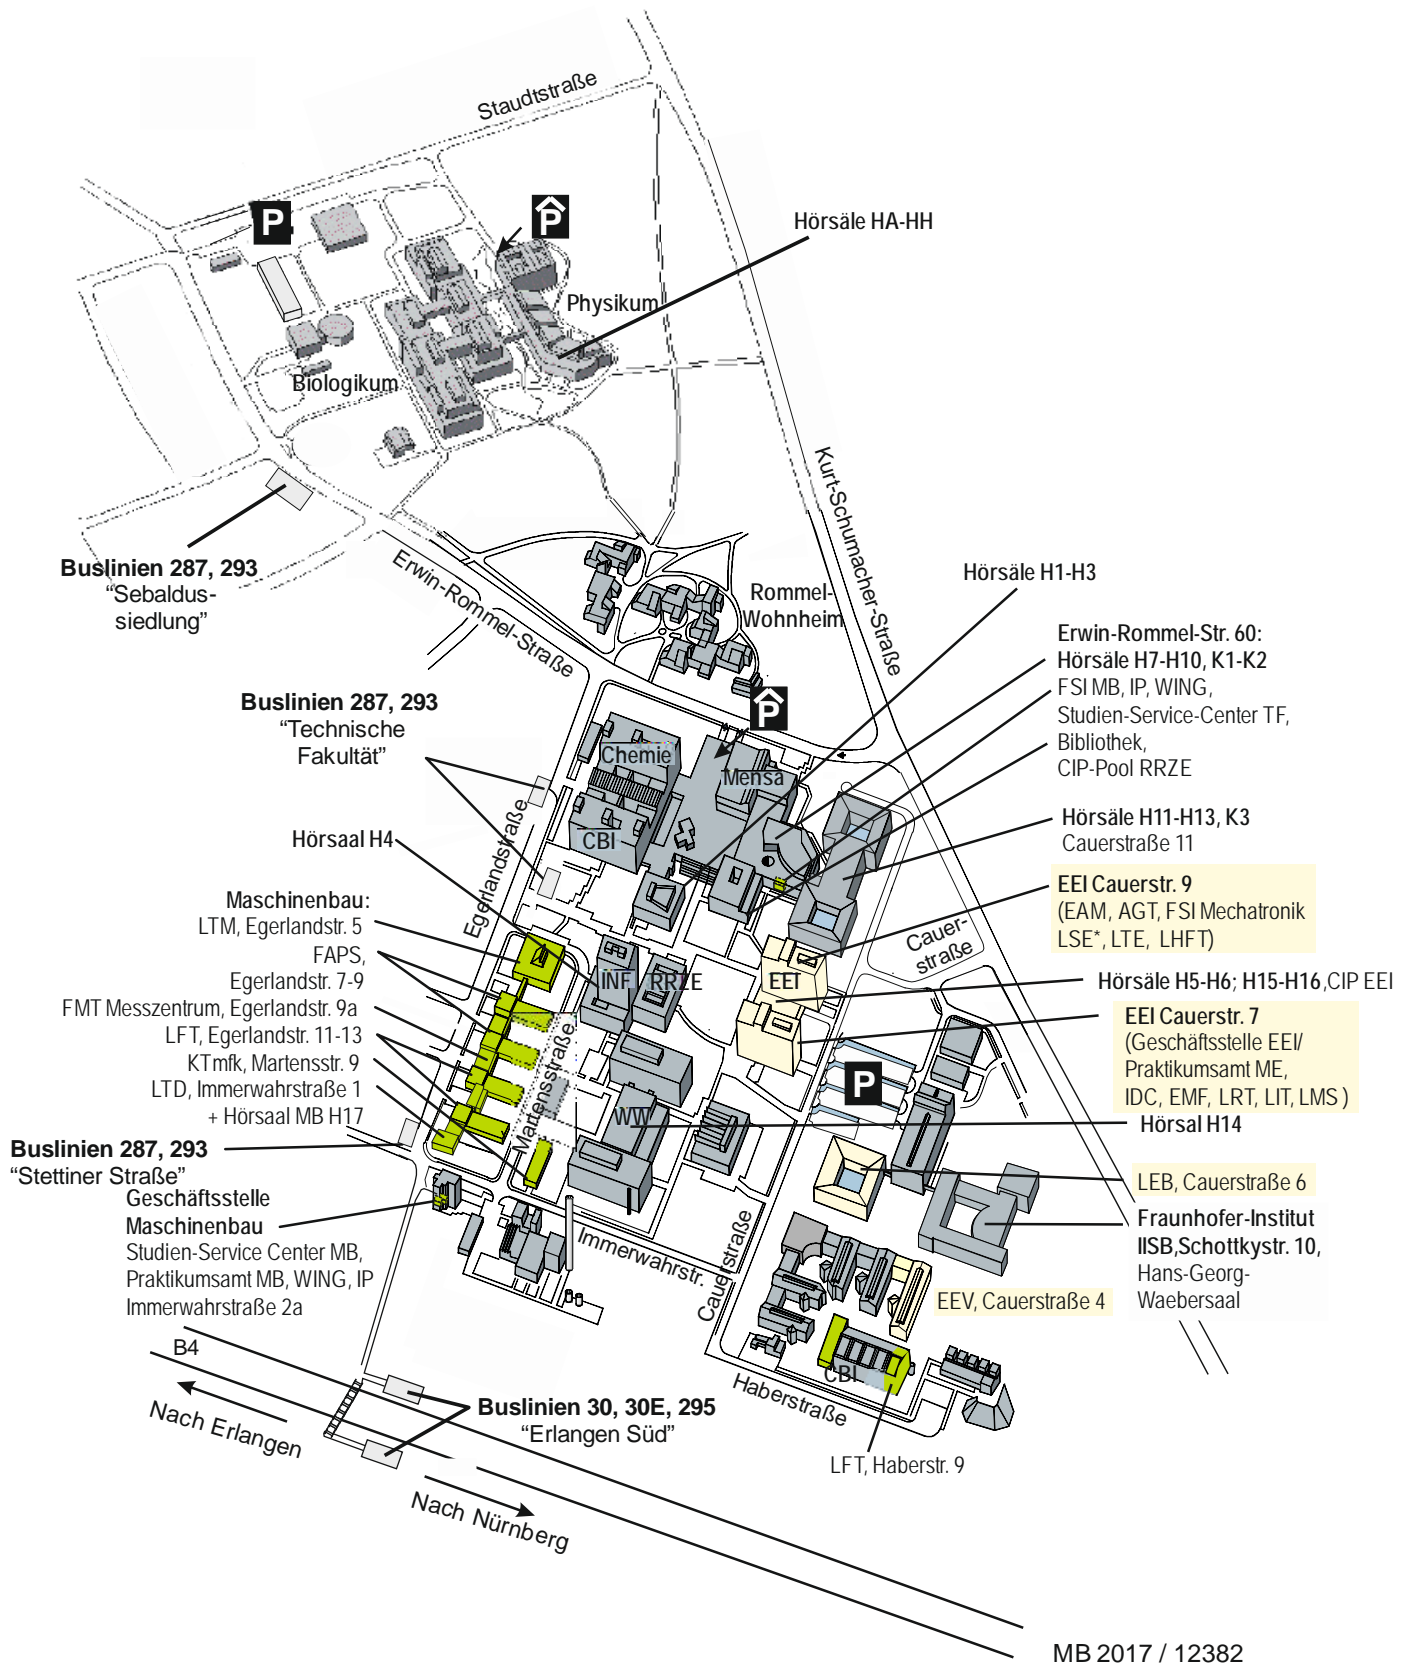 Staudtstraße
P
P
Hörsäle HA-HH
Physikum
Biologikum
Kurt-Schumacher-Straße
Buslinien 287, 293
“Sebaldus-
siedlung”
Erwin-Rommel-Straße
Rommel-
Wohnheim
Hörsäle H1-H3
Erwin-Rommel-Str. 60:
Hörsäle H7-H10, K1-K2
FSI MB, IP, WING,
Studien-Service-Center TF,
Bibliothek,
CIP-Pool RRZE
Buslinien 287, 293
“Technische
Fakultät”
P
Chemie
Mensa
CBI
Hörsäle H11-H13, K3
Cauerstraße 11
Hörsaal H4
Egerlandstraße
EEI Cauerstr. 9
(EAM, AGT, FSI Mechatronik
LSE*, LTE, LHFT)
Cauer-
straße
Maschinenbau:
LTM, Egerlandstr. 5
FAPS,
Egerlandstr. 7-9
FMT Messzentrum, Egerlandstr. 9a
LFT, Egerlandstr. 11-13
KTmfk, Martensstr. 9
LTD, Immerwahrstraße 1
+ Hörsaal MB H17
INF
RRZE
EEI
Hörsäle H5-H6; H15-H16,CIP EEI
EEI Cauerstr. 7
(Geschäftsstelle EEI/
Praktikumsamt ME,
IDC, EMF, LRT, LIT, LMS )
Martensstraße
P
WW
Hörsal H14
Buslinien 287, 293
“Stettiner Straße”
LEB, Cauerstraße 6
Geschäftsstelle
Maschinenbau
Studien-Service Center MB,
Praktikumsamt MB, WING, IP
Immerwahrstraße 2a
Immerwahrstr.
Cauerstraße
Fraunhofer-Institut
IISB,Schottkystr. 10,
Hans-Georg-
Waebersaal
EEV, Cauerstraße 4
B4
CBI
Haberstraße
Nach Erlangen
Buslinien 30, 30E, 295
“Erlangen Süd”
LFT, Haberstr. 9
Nach Nürnberg
MB 2017 / 12382